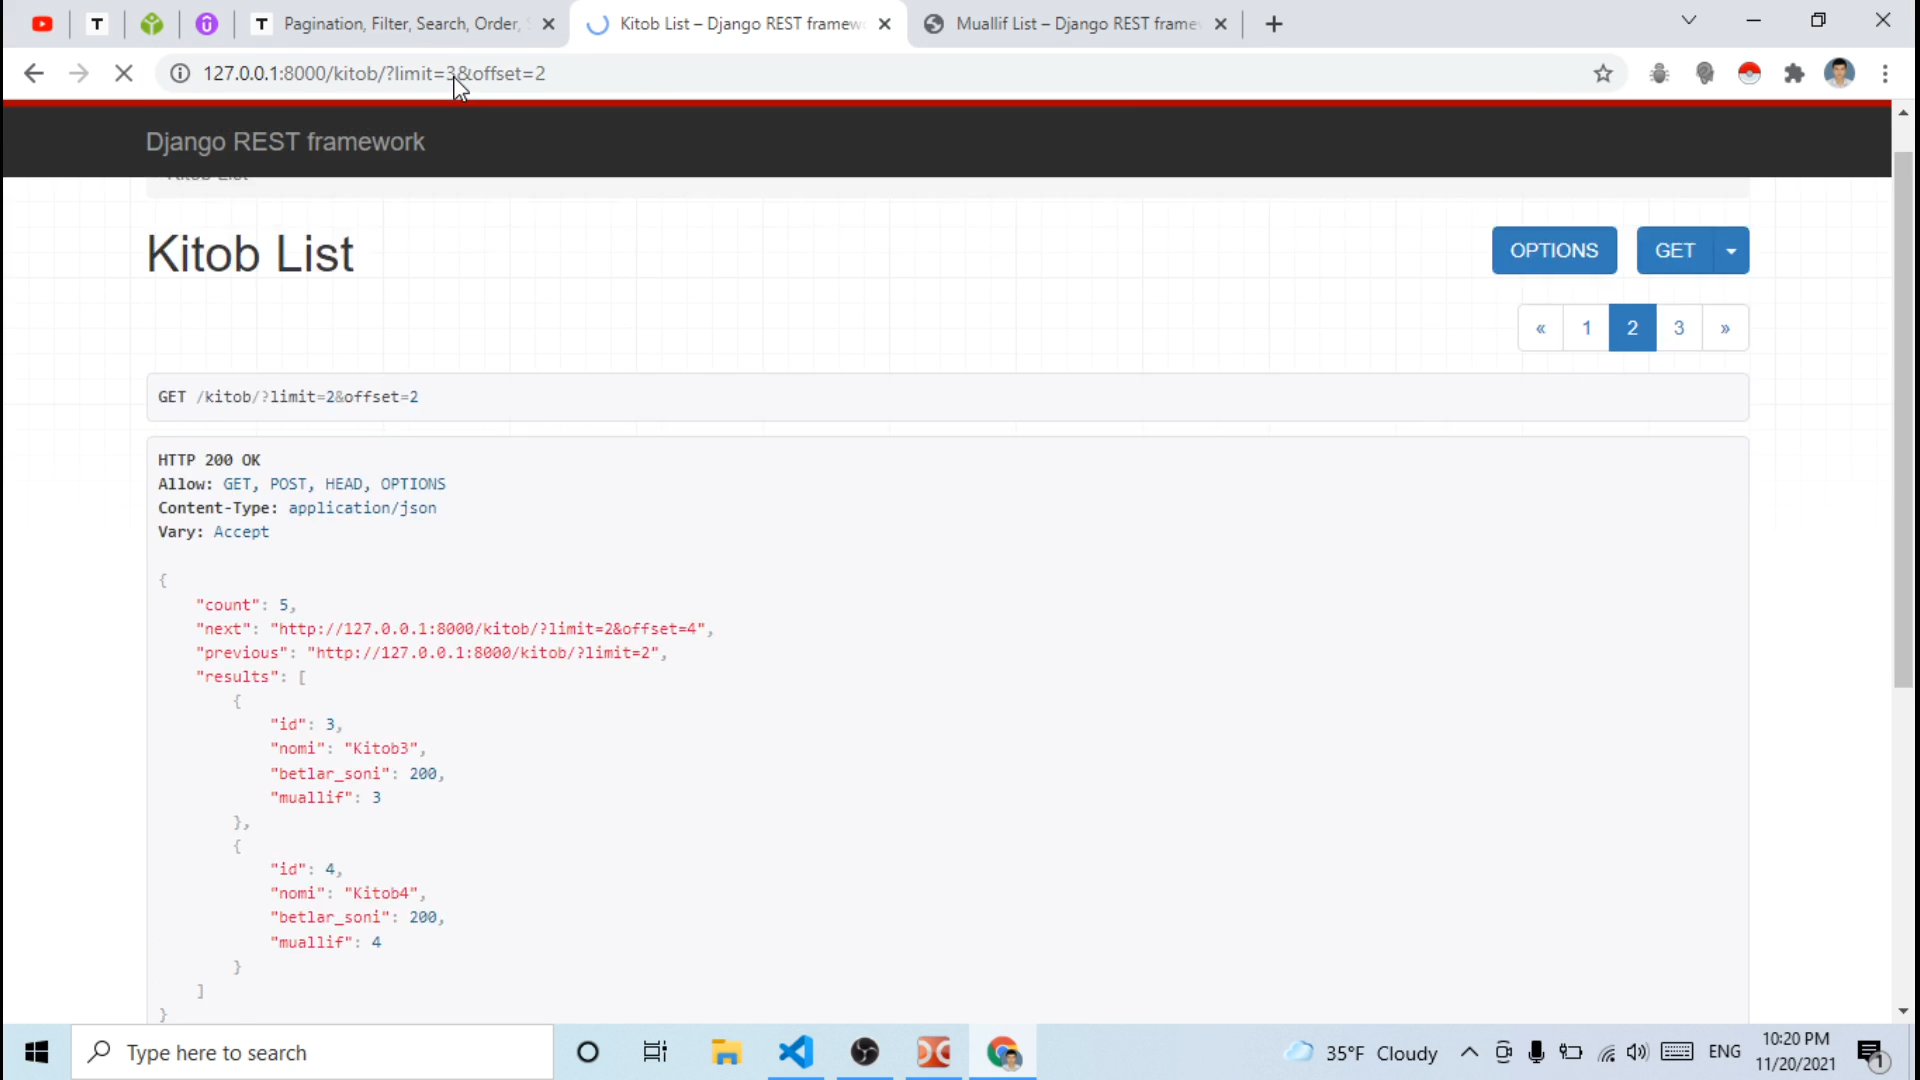 Pagination, Filter, Search, Order,
Kitob List – Django REST framew
Muallif List – Django REST frame
127.0.0.1:8000/kitob/?limit=3&offset=2
Django REST framework
Kitob List
Kitob List
OPTIONS
GET
« 1 2 3 »
GET /kitob/?limit=2&offset=2
HTTP 200 OK
Allow: GET, POST, HEAD, OPTIONS
Content-Type: application/json
Vary: Accept
{
"count": 5,
"next": "http://127.0.0.1:8000/kitob/?limit=2&offset=4",
"previous": "http://127.0.0.1:8000/kitob/?limit=2",
"results": [
{
"id": 3,
"nomi": "Kitob3",
"betlar_soni": 200,
"muallif": 3
},
{
"id": 4,
"nomi": "Kitob4",
"betlar_soni": 200,
"muallif": 4
}
]
}
Type here to search
35°F Cloudy
ENG
10:20 PM
11/20/2021
1